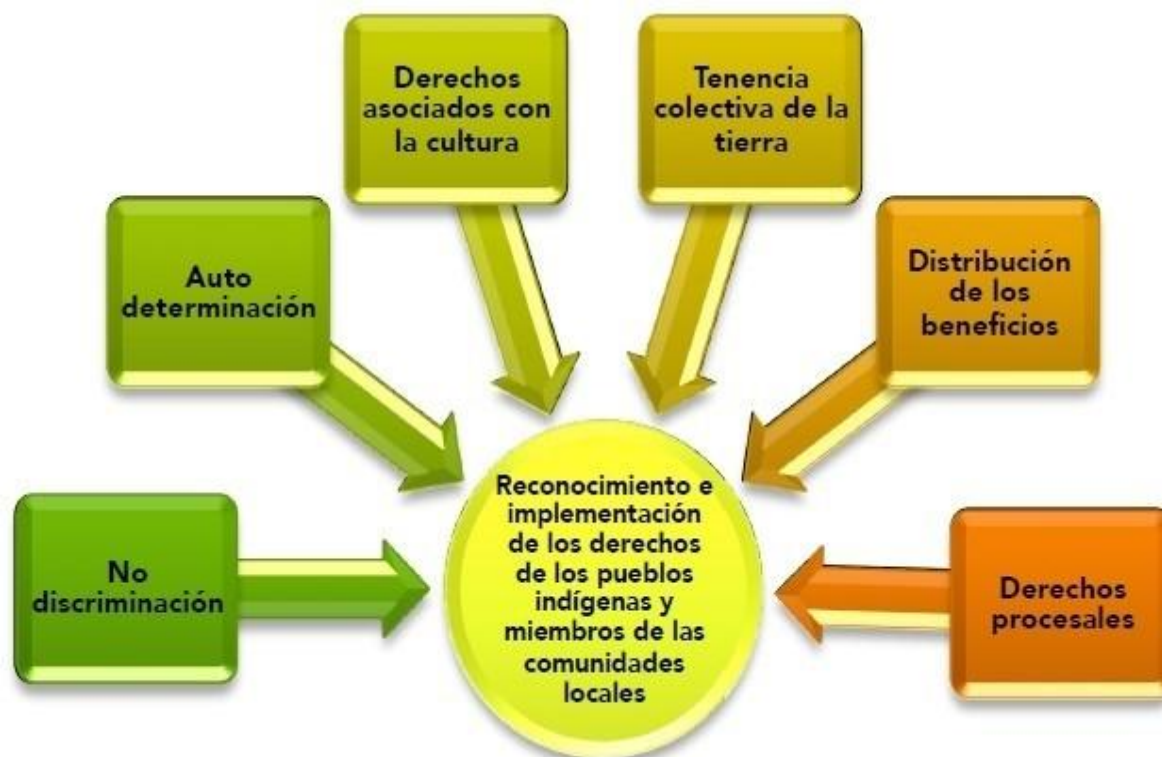 Derechos
asociados con
la cultura
Tenencia
colectiva de la
tierra
Auto
determinación
Distribución
de los
beneficios
No
discriminación
Reconocimiento e
implementación
de los derechos
de los pueblos
indígenas y
miembros de las
comunidades
locales
Derechos
procesales